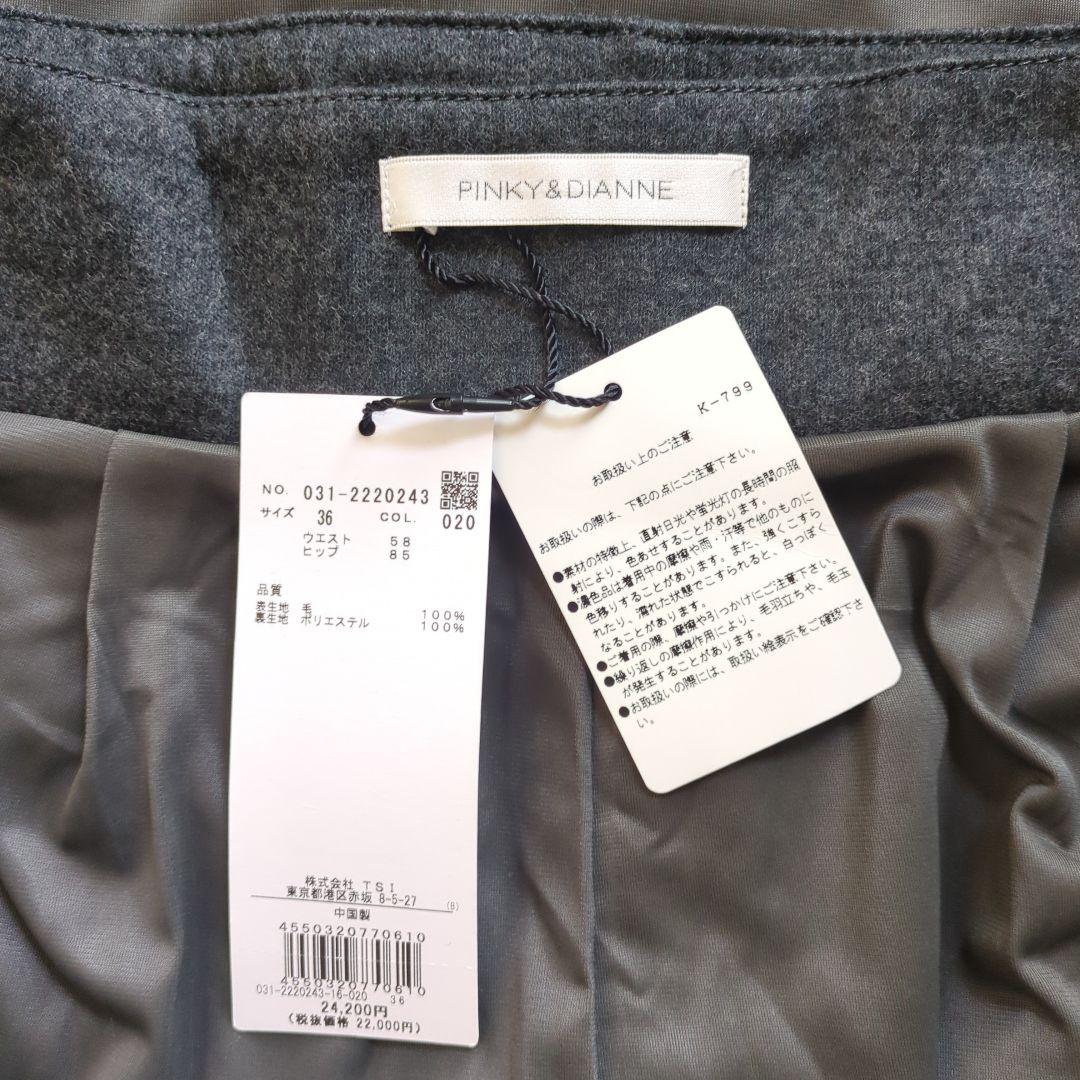 PINKY&DIANNE
K-799
お取扱い上のご注意
お取扱いの際は、下記の点にご注意下さい。
●素材の特徴上、直射日光や蛍光灯の長時間の照
射により、色あせすることがあります。
●濃色品は着用中の摩擦や雨・汗等で他のものに
色移りすることがあります。また、強くこすら
れたり、濡れた状態でこすられると、白っぽく
なることがあります。
●ご着用の際、摩擦や引っかけにご注意下さい。
●繰り返しの摩擦作用により、毛羽立ちや、毛玉
が発生することがあります。
●お取扱いの際には、取扱い絵表示をご確認下さ
い。
NO. 031-2220243
サイズ 36 COL. 020
ウエスト 58
ヒップ 85
品質
表生地 毛 100%
裏生地 ポリエステル 100%
株式会社 TSI
東京都港区赤坂 8-5-27 (B)
中国製
4550320770610
4550320770610
031-2220243-16-020 36
24,200円
(税抜価格 22,000円)